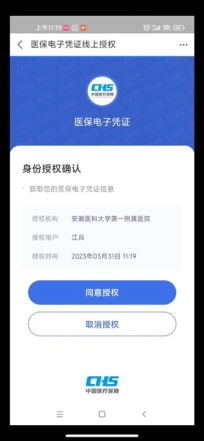 上午11:19
医保电子凭证线上授权
CHS
中国医疗保障
医保电子凭证
身份授权确认
获取您的医保电子凭证信息
授权机构 安徽医科大学第一附属医院
授权用户 江兵
授权时间 2023年03月31日 11:19
同意授权
取消授权
CHS
中国医疗保障